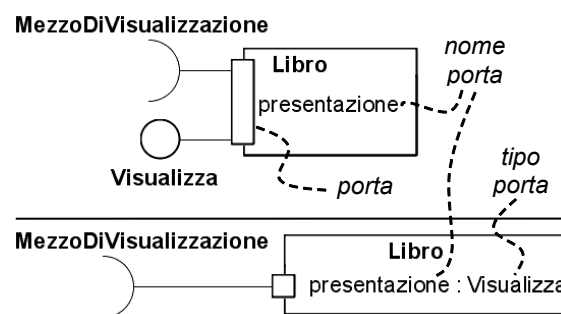 MezzoDiVisualizzazione
nome
porta
Libro
presentazione
Visualizza
porta
tipo
porta
MezzoDiVisualizzazione
Libro
presentazione : Visualizza